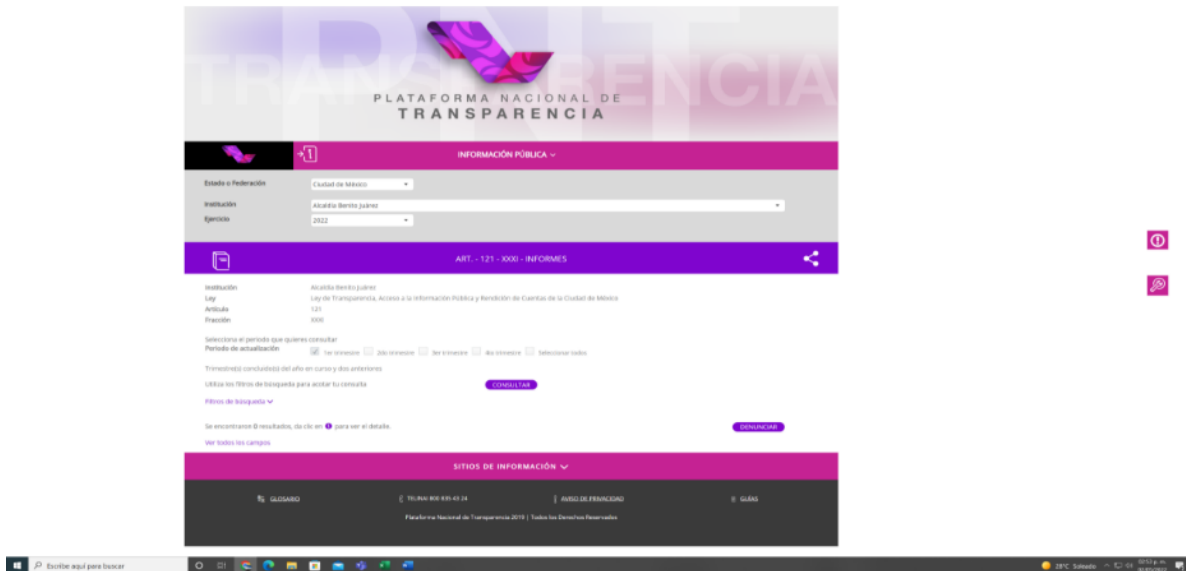 PNT
TRANSPARENCIA
PLATAFORMA NACIONAL DE
TRANSPARENCIA
INFORMACIÓN PÚBLICA
Estado o Federación Ciudad de México
Institución Alcaldía Benito Juárez
Ejercicio 2022
ART. - 121 - XXXI - INFORMES
Institución Alcaldía Benito Juárez
Ley Ley de Transparencia, Acceso a la Información Pública y Rendición de Cuentas de la Ciudad de México
Artículo 121
Fracción XXXI
Selecciona el periodo que quieres consultar
Periodo de actualización 1er trimestre 2do trimestre 3er trimestre 4to trimestre Seleccionar todos
Trimestre(s) concluido(s) del año en curso y dos anteriores
Utiliza los filtros de búsqueda para acotar tu consulta CONSULTAR
Filtros de búsqueda
Se encontraron 0 resultados, da clic en para ver el detalle. DENUNCIAR
Ver todos los campos
SITIOS DE INFORMACIÓN
GLOSARIO TELINAI 800 835 43 24 AVISO DE PRIVACIDAD GUÍAS
Plataforma Nacional de Transparencia 2019 | Todos los Derechos Reservados
Escribe aquí para buscar 28°C Soleado